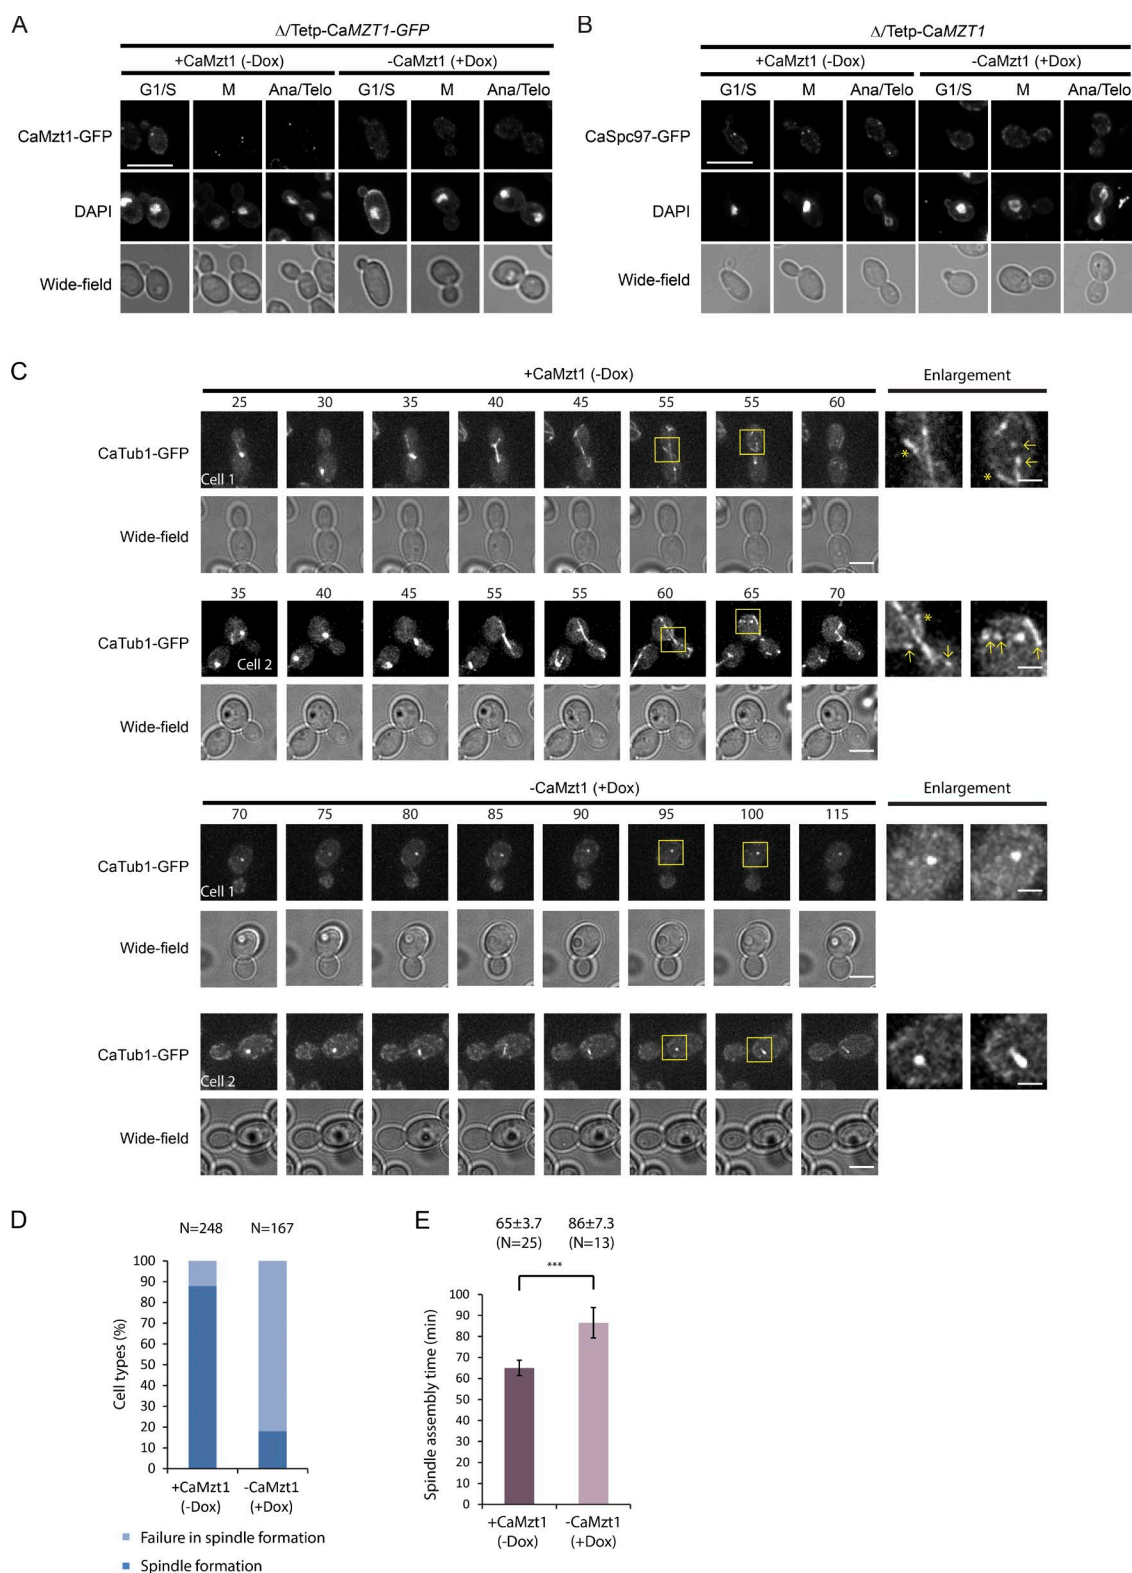 A
Δ/Tetp-CaMZT1-GFP
+CaMzt1 (-Dox) -CaMzt1 (+Dox)
G1/S M Ana/Telo G1/S M Ana/Telo
CaMzt1-GFP
DAPI
Wide-field
B
Δ/Tetp-CaMZT1
+CaMzt1 (-Dox) -CaMzt1 (+Dox)
G1/S M Ana/Telo G1/S M Ana/Telo
CaSpc97-GFP
DAPI
Wide-field
C
+CaMzt1 (-Dox) Enlargement
25 30 35 40 45 55 55 60
CaTub1-GFP
Cell 1
* *
Wide-field
35 40 45 55 55 60 65 70
CaTub1-GFP
Cell 2
*
Wide-field
-CaMzt1 (+Dox) Enlargement
70 75 80 85 90 95 100 115
CaTub1-GFP
Cell 1
Wide-field
CaTub1-GFP
Cell 2
Wide-field
D
N=248 N=167
Cell types (%)
100
90
80
70
60
50
40
30
20
10
0
+CaMzt1 -CaMzt1
(-Dox) (+Dox)
Failure in spindle formation
Spindle formation
E
65±3.7 86±7.3
(N=25) (N=13)
***
Spindle assembly time (min)
100
90
80
70
60
50
40
30
20
10
0
+CaMzt1 -CaMzt1
(-Dox) (+Dox)